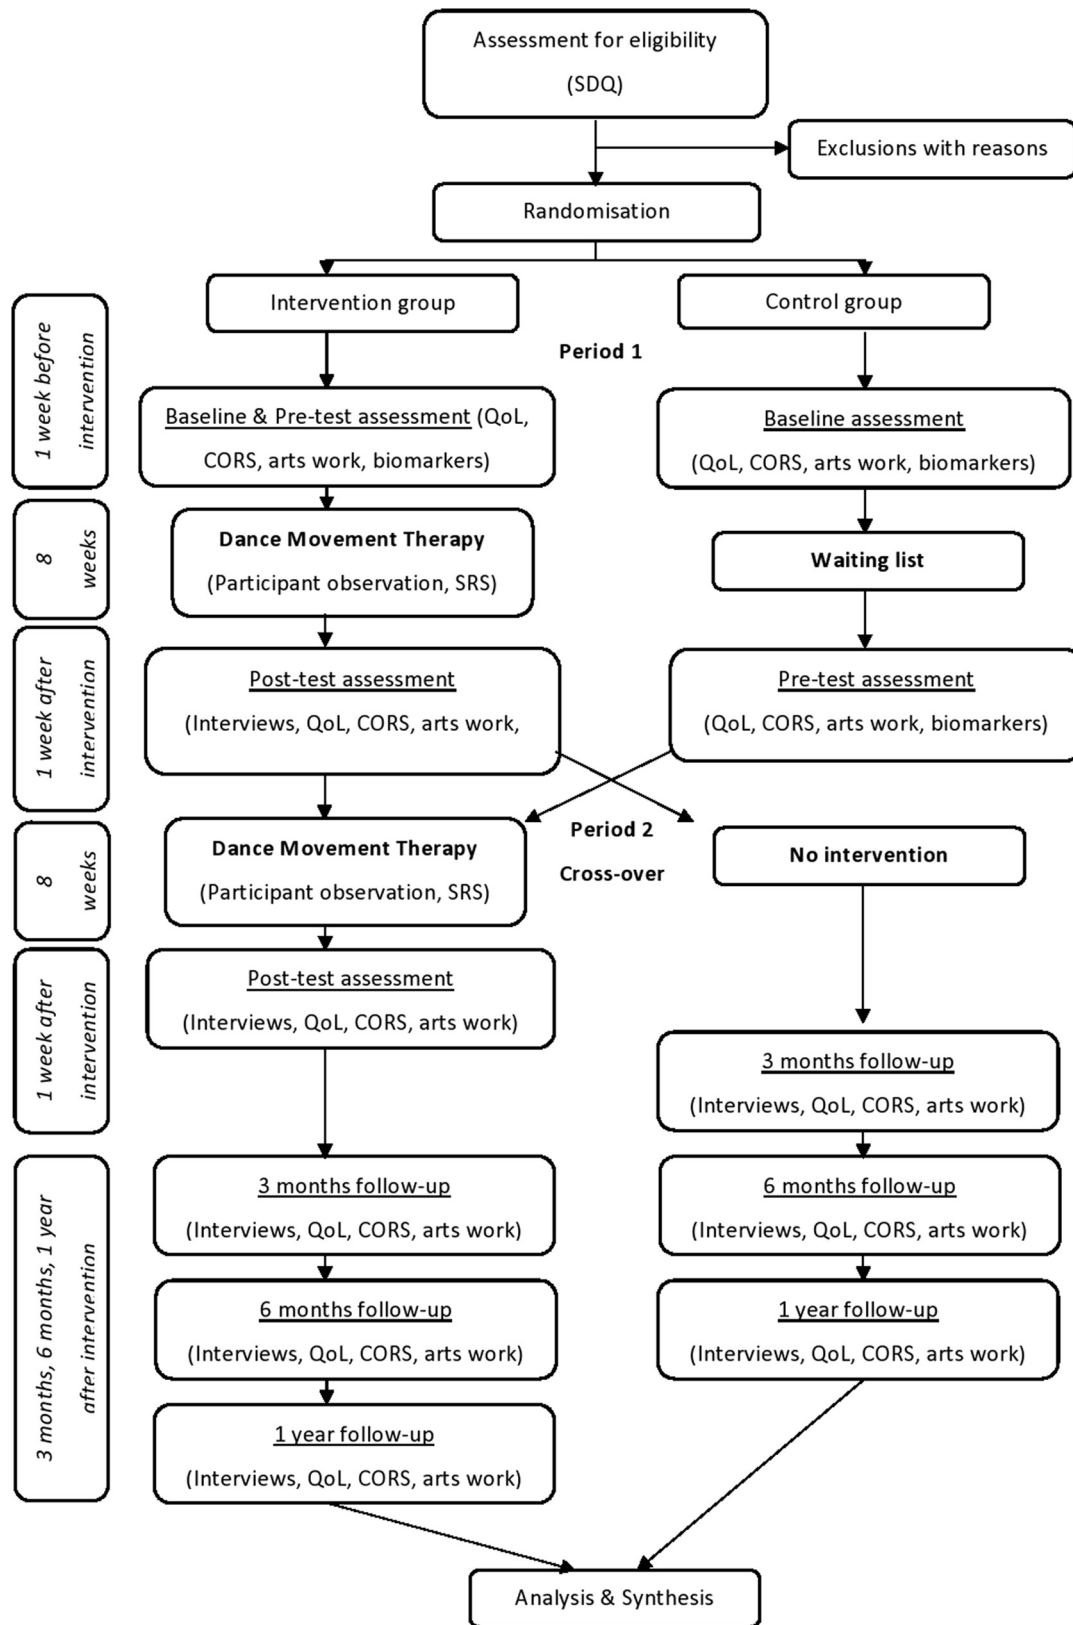 Assessment for eligibility
(SDQ)
Exclusions with reasons
Randomisation
Intervention group
Control group
1 week before
intervention
Period 1
Baseline & Pre-test assessment (QoL,
CORS, arts work, biomarkers)
Baseline assessment
(QoL, CORS, arts work, biomarkers)
8
weeks
Dance Movement Therapy
(Participant observation, SRS)
Waiting list
1 week after
intervention
Post-test assessment
(Interviews, QoL, CORS, arts work,
Pre-test assessment
(QoL, CORS, arts work, biomarkers)
8
weeks
Dance Movement Therapy
(Participant observation, SRS)
Period 2
Cross-over
No intervention
1 week after
intervention
Post-test assessment
(Interviews, QoL, CORS, arts work)
3 months follow-up
(Interviews, QoL, CORS, arts work)
3 months, 6 months, 1 year
after intervention
3 months follow-up
(Interviews, QoL, CORS, arts work)
6 months follow-up
(Interviews, QoL, CORS, arts work)
6 months follow-up
(Interviews, QoL, CORS, arts work)
1 year follow-up
(Interviews, QoL, CORS, arts work)
1 year follow-up
(Interviews, QoL, CORS, arts work)
Analysis & Synthesis